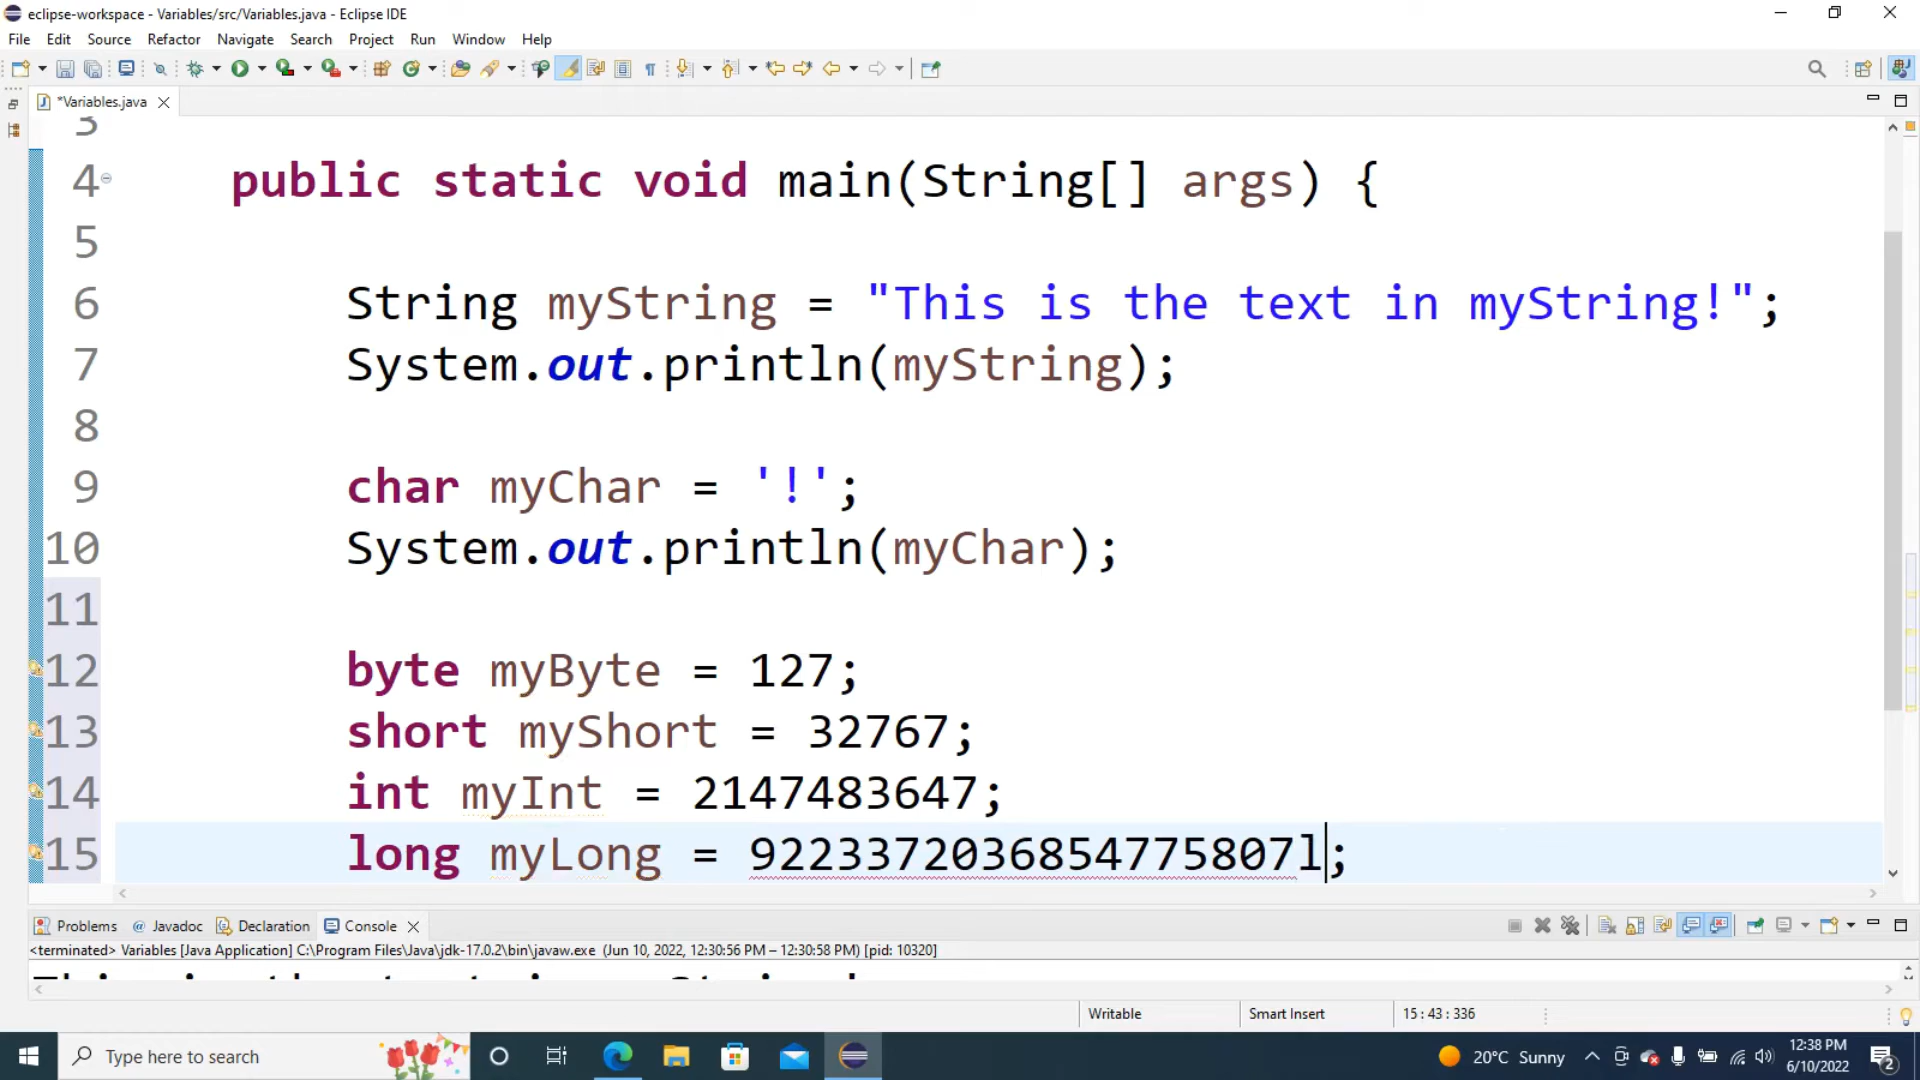 eclipse-workspace - Variables/src/Variables.java - Eclipse IDE
File Edit Source Refactor Navigate Search Project Run Window Help
*Variables.java
3
4 public static void main(String[] args) {
5
6 String myString = "This is the text in myString!";
7 System.out.println(myString);
8
9 char myChar = '!';
10 System.out.println(myChar);
11
12 byte myByte = 127;
13 short myShort = 32767;
14 int myInt = 2147483647;
15 long myLong = 9223372036854775807l;
Problems @ Javadoc Declaration Console
<terminated> Variables [Java Application] C:\Program Files\Java\jdk-17.0.2\bin\javaw.exe (Jun 10, 2022, 12:30:56 PM – 12:30:58 PM) [pid: 10320]
Writable Smart Insert 15 : 43 : 336
Type here to search 20°C Sunny 12:38 PM
6/10/2022 2